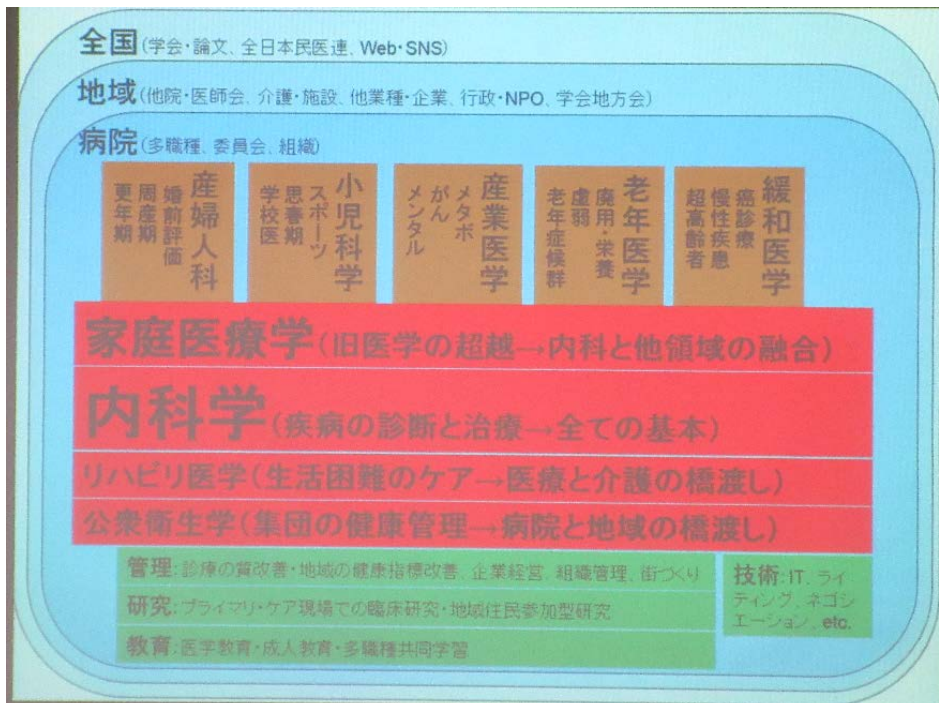 全国(学会・論文、全日本民医連、Web・SNS)
地域(他院・医師会、介護・施設、他業種・企業、行政・NPO、学会地方会)
病院(多職種、委員会、組織)
産婦人科
婚前評価
周産期
更年期
小児科学
スポーツ
思春期
学校医
産業医学
メタボ
がん
メンタル
老年医学
廃用・栄養
虚弱
老年症候群
緩和医学
癌診療
慢性疾患
超高齢者
家庭医療学(旧医学の超越→内科と他領域の融合)
内科学(疾病の診断と治療→全ての基本)
リハビリ医学(生活困難のケア→医療と介護の橋渡し)
公衆衛生学(集団の健康管理→病院と地域の橋渡し)
管理:診療の質改善・地域の健康指標改善、企業経営、組織管理、街づくり
研究:プライマリ・ケア現場での臨床研究・地域住民参加型研究
教育:医学教育・成人教育・多職種共同学習
技術:IT、ライ
ティング、ネゴシ
エーション、etc.